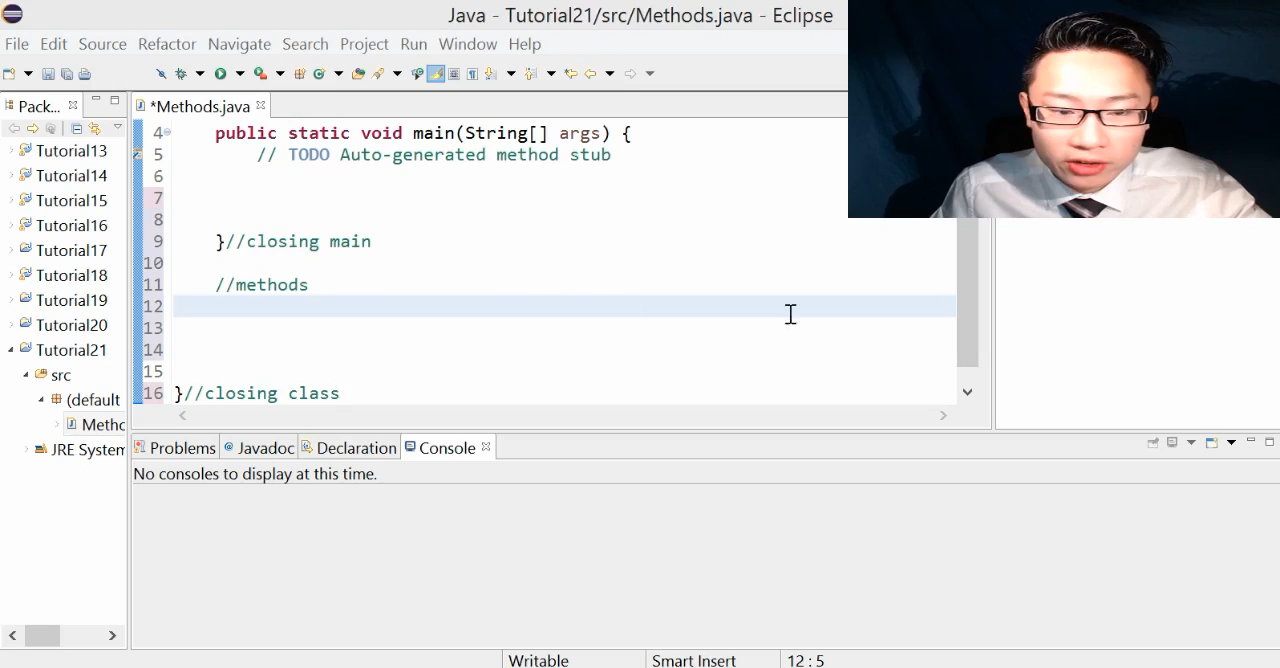 Java - Tutorial21/src/Methods.java - Eclipse
File Edit Source Refactor Navigate Search Project Run Window Help
Pack...
*Methods.java
Tutorial13
Tutorial14
Tutorial15
Tutorial16
Tutorial17
Tutorial18
Tutorial19
Tutorial20
Tutorial21
src
(default
Methc
JRE System
4 public static void main(String[] args) {
5 // TODO Auto-generated method stub
6
7
8
9 }//closing main
10
11 //methods
12
13
14
15
16 }//closing class
Problems @ Javadoc Declaration Console
No consoles to display at this time.
Writable Smart Insert 12 : 5